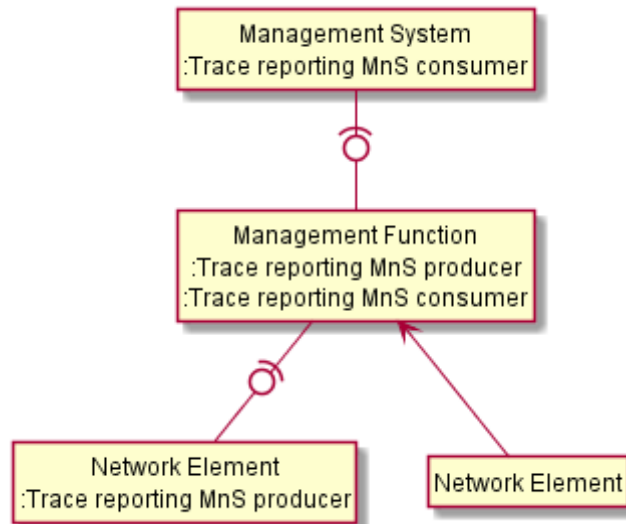 Management System
:Trace reporting MnS consumer
Management Function
:Trace reporting MnS producer
:Trace reporting MnS consumer
Network Element
:Trace reporting MnS producer
Network Element